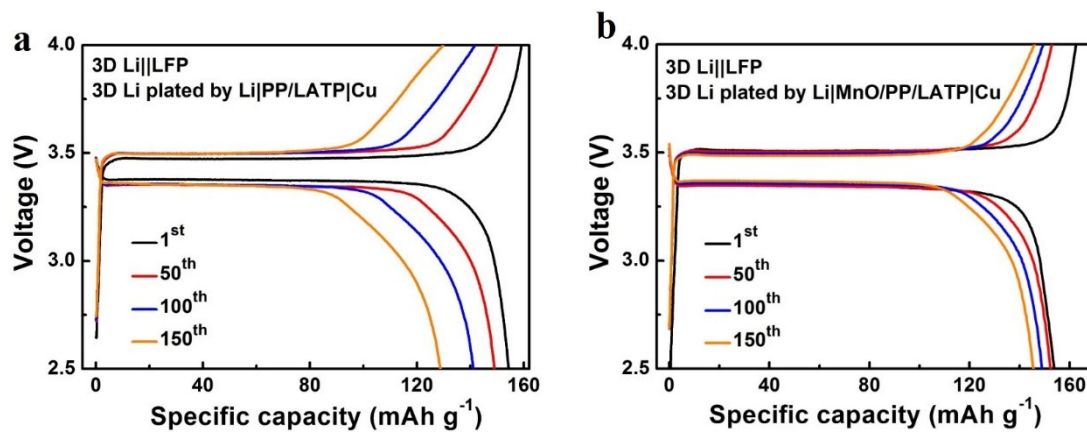 a
4.0
3.5
3.0
2.5
Voltage (V)
3D Li||LFP
3D Li plated by Li|PP/LATP|Cu
1st
50th
100th
150th
0 40 80 120 160
Specific capacity (mAh g-1)
b
4.0
3.5
3.0
2.5
Voltage (V)
3D Li||LFP
3D Li plated by Li|MnO/PP/LATP|Cu
1st
50th
100th
150th
0 40 80 120 160
Specific capacity (mAh g-1)